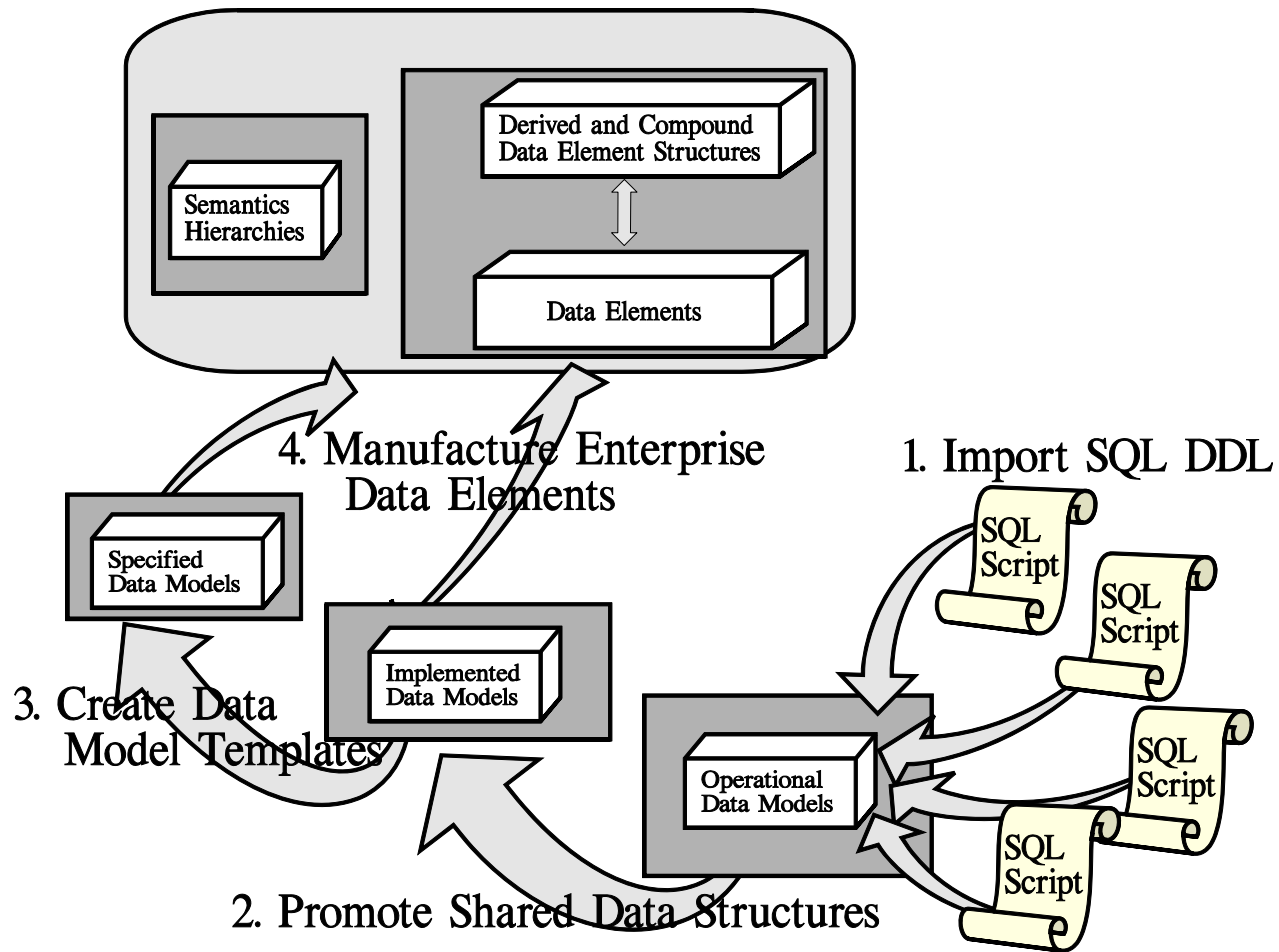 Derived and Compound
Data Element Structures
Semantics
Hierarchies
Data Elements
4. Manufacture Enterprise
Data Elements
1. Import SQL DDL
SQL
Script
SQL
Script
SQL
Script
SQL
Script
Specified
Data Models
Implemented
Data Models
3. Create Data
Model Templates
Operational
Data Models
2. Promote Shared Data Structures